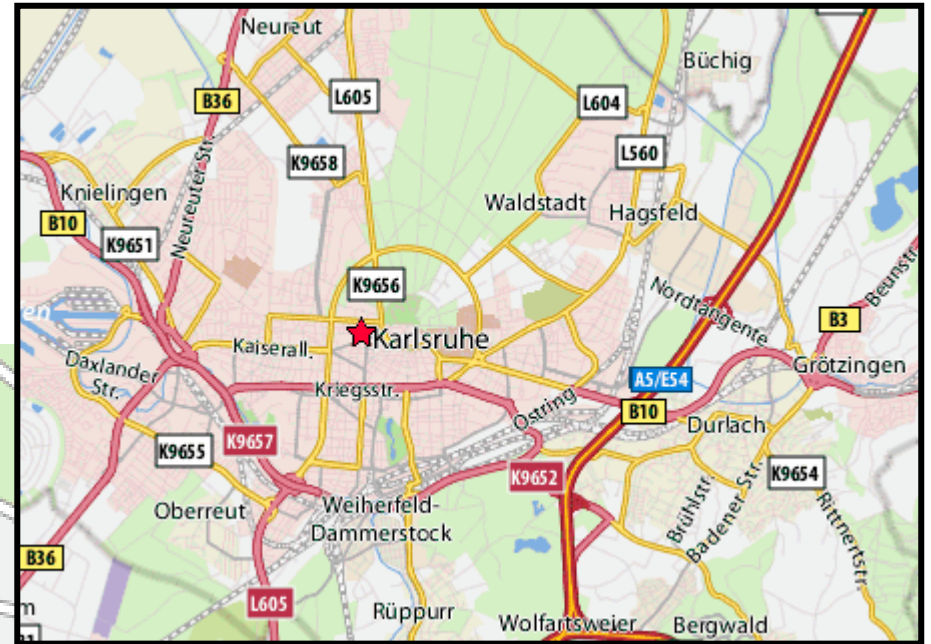 Neureut
Büchig
B36
L605
L604
L560
K9658
Neureuter Str.
Knielingen
Waldstadt
Hagsfeld
B10
K9651
K9656
Nordtangente
Beunstr.
B3
Karlsruhe
Kaiserall.
Daxlander
Str.
Kriegsstr.
A5/E54
Grötzingen
Ostring
B10
Durlach
K9657
K9655
K9652
K9654
Brühlstr.
Badener Str.
Rittnertstr.
Oberreut
Weiherfeld-
Dammerstock
B36
L605
Rüppurr
Wolfartsweier
Bergwald